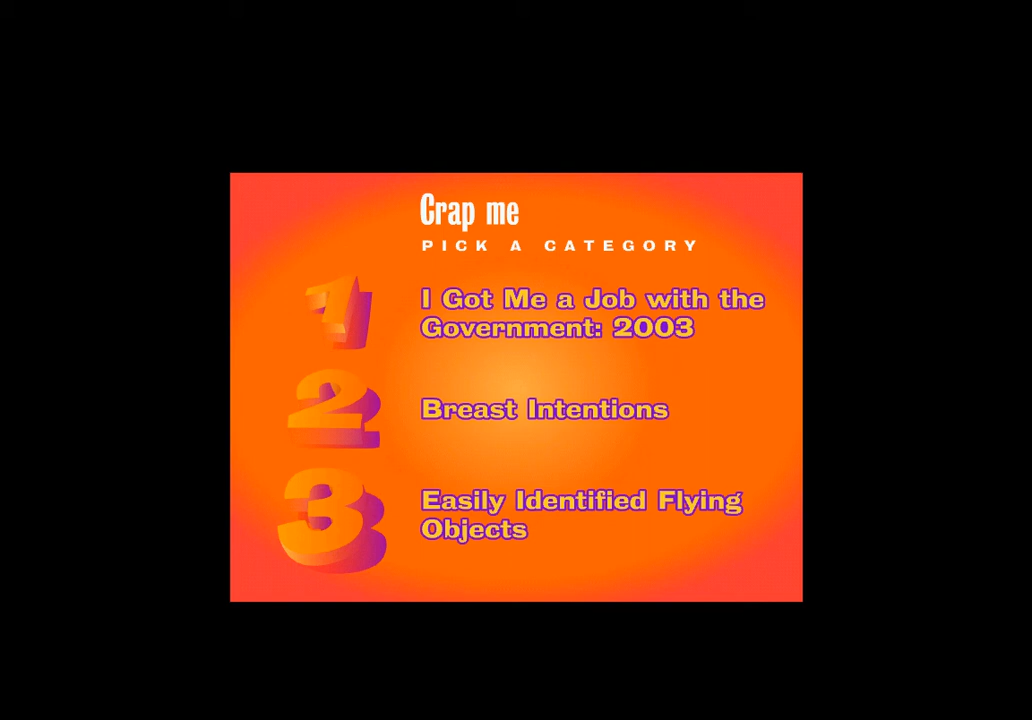 Crap me
PICK A CATEGORY
1
I Got Me a Job with the
Government: 2003
2
Breast Intentions
3
Easily Identified Flying
Objects